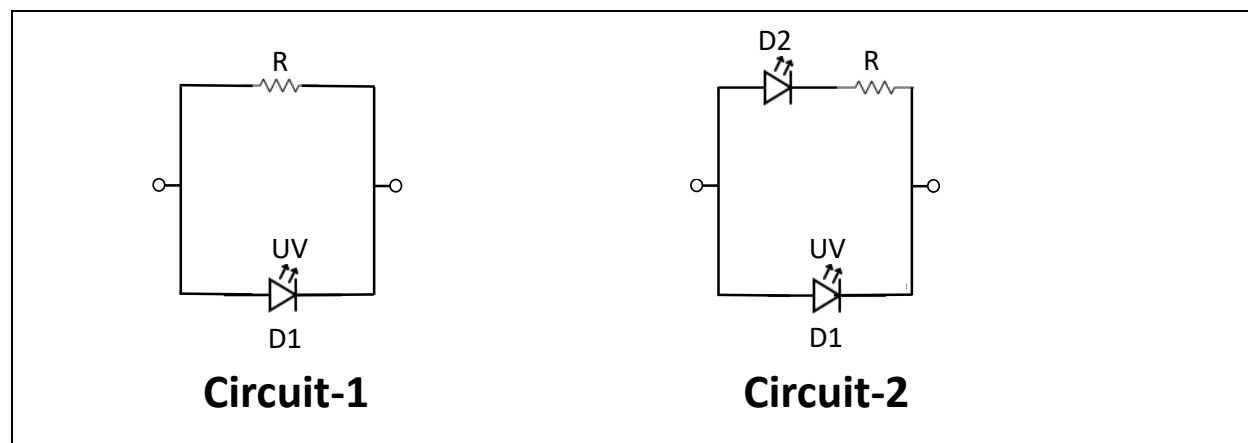 R
UV
D1
Circuit-1
D2
R
UV
D1
Circuit-2